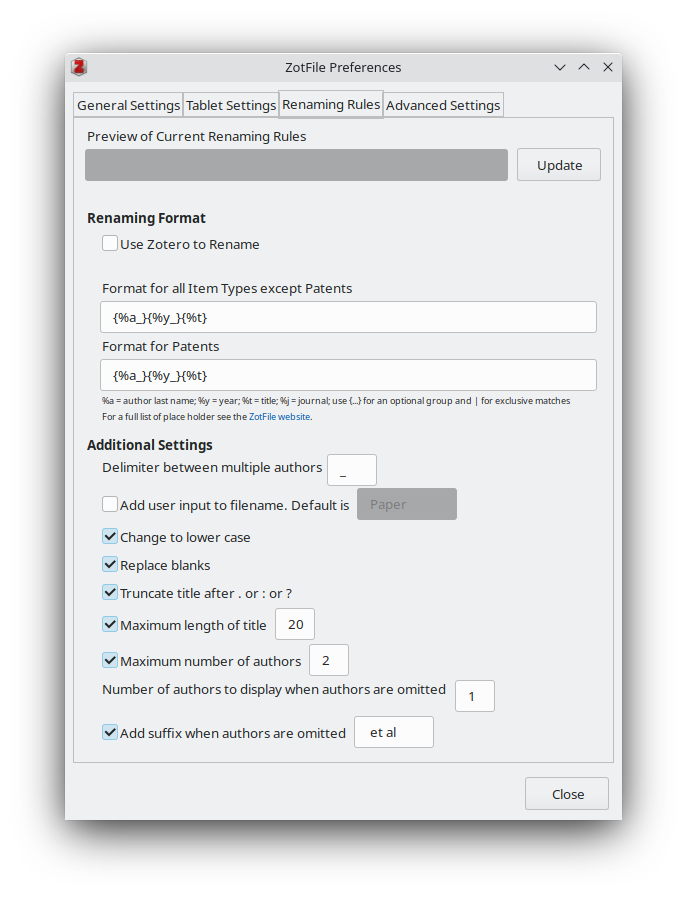 ZotFile Preferences
General Settings Tablet Settings Renaming Rules Advanced Settings
Preview of Current Renaming Rules
Update
Renaming Format
Use Zotero to Rename
Format for all Item Types except Patents
{%a_}{%y_}{%t}
Format for Patents
{%a_}{%y_}{%t}
%a = author last name; %y = year; %t = title; %j = journal; use {...} for an optional group and | for exclusive matches
For a full list of place holder see the ZotFile website.
Additional Settings
Delimiter between multiple authors _
Add user input to filename. Default is Paper
Change to lower case
Replace blanks
Truncate title after . or : or ?
Maximum length of title 20
Maximum number of authors 2
Number of authors to display when authors are omitted 1
Add suffix when authors are omitted et al
Close